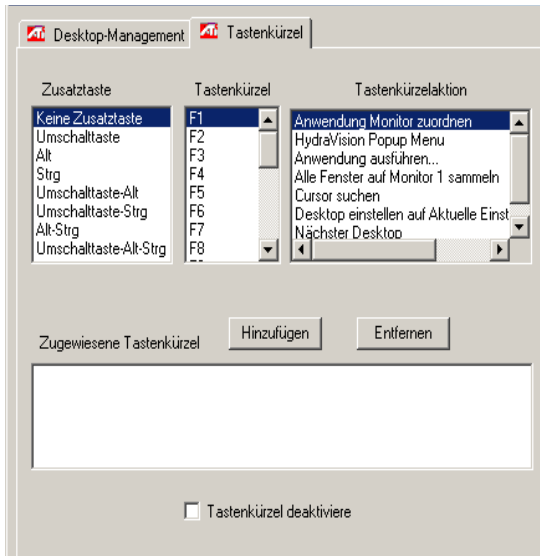 Desktop-Management Tastenkürzel
Zusatztaste Tastenkürzel Tastenkürzelaktion
Keine Zusatztaste
Umschalttaste
Alt
Strg
Umschalttaste-Alt
Umschalttaste-Strg
Alt-Strg
Umschalttaste-Alt-Strg
F1
F2
F3
F4
F5
F6
F7
F8
Anwendung Monitor zuordnen
HydraVision Popup Menu
Anwendung ausführen...
Alle Fenster auf Monitor 1 sammeln
Cursor suchen
Desktop einstellen auf Aktuelle Einst
Nächster Desktop
Zugewiesene Tastenkürzel Hinzufügen Entfernen
Tastenkürzel deaktiviere